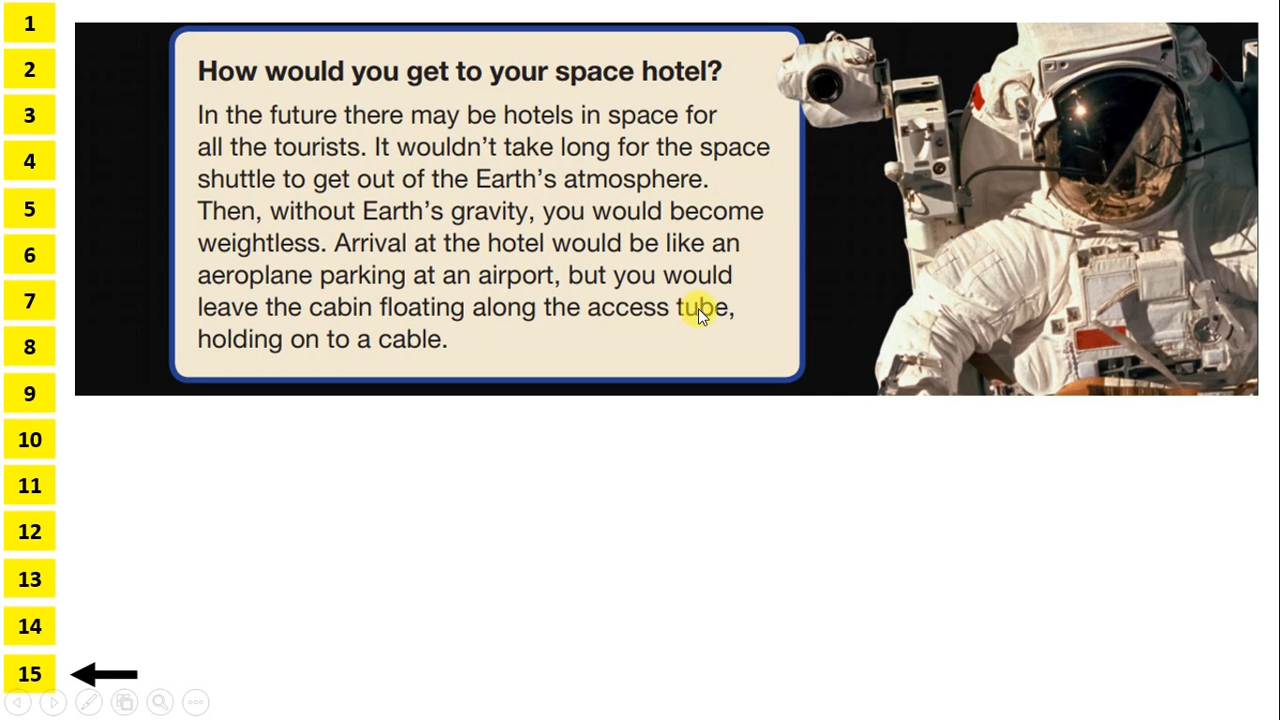 1
2
3
4
5
6
7
8
9
10
11
12
13
14
15
How would you get to your space hotel?
In the future there may be hotels in space for
all the tourists. It wouldn’t take long for the space
shuttle to get out of the Earth’s atmosphere.
Then, without Earth’s gravity, you would become
weightless. Arrival at the hotel would be like an
aeroplane parking at an airport, but you would
leave the cabin floating along the access tube,
holding on to a cable.